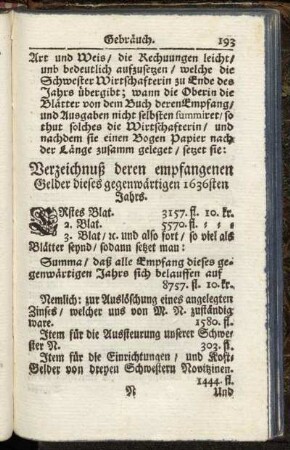 Gebräuch. 193
Art und Weis / die Rechnungen leicht /
und bedeutlich aufzusetzen / welche die
Schwester Wirtschafterin zu Ende des
Jahrs übergibt; wann die Oberin die
Blätter von dem Buch deren Empfang /
und Ausgaben nicht selbsten summiret / so
thut solches die Wirtschafterin / und
nachdem sie einen Bogen Papier nach
der Länge zusamm geleget / setzet sie:
Verzeichnuß deren empfangenen
Gelder dieses gegenwärtigen 1636sten
Jahrs.
ERstes Blat. 3157. fl. 10. kr.
2. Blat. 5570. fl. : :
3. Blat / ꝛc. und also fort / so viel als
Blätter seynd / sodann setzet man:
Summa / daß alle Empfang dieses ge-
genwärtigen Jahrs sich belauffen auf
8757. fl. 10. kr.
Nemlich: zur Auslöschung eines angelegten
Zinses / welcher uns von N. N. zuständig
ware. 1580. fl.
Item für die Aussteurung unserer Schwe-
ster N. 303. fl.
Item für die Einrichtungen / und Kost-
Gelder von dreyen Schwestern Novitzinen.
1444. fl.
N Und